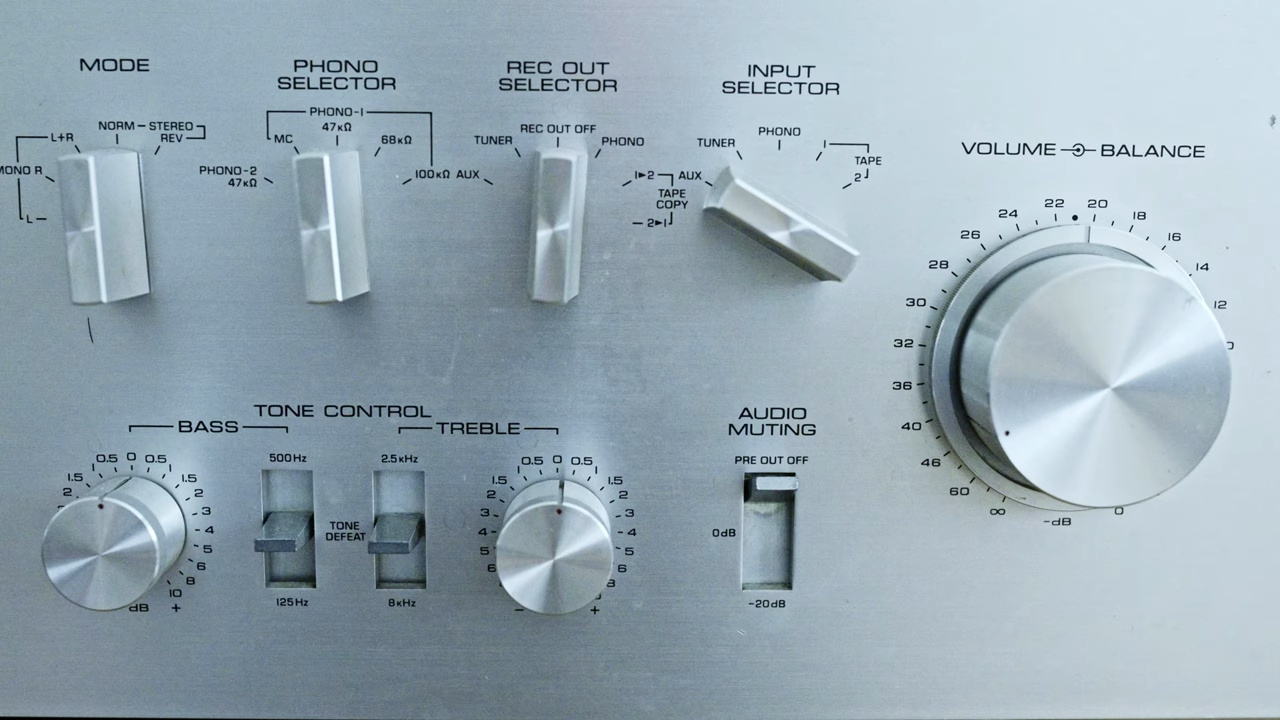 MODE
L+R
NORM – STEREO
REV
MONO R
L
PHONO
SELECTOR
PHONO-1
47kΩ
MC
68kΩ
PHONO-2
47kΩ
100kΩ
REC OUT
SELECTOR
REC OUT OFF
TUNER
PHONO
AUX
1▶2
TAPE
COPY
2▶1
INPUT
SELECTOR
PHONO
TUNER
1
TAPE
2
AUX
VOLUME
BALANCE
22 20
24 18
26 16
28 14
30 12
32
36
40
46
60
∞ -dB 0
TONE CONTROL
BASS
0.5 0 0.5
1.5 1.5
2 2
3
4
5
6
8
10
dB +
500Hz
125Hz
TONE
DEFEAT
2.5kHz
8kHz
TREBLE
0.5 0 0.5
1.5 1.5
2 2
3 3
4 4
5 5
6 6
8
– +
AUDIO
MUTING
PRE OUT OFF
0dB
-20dB